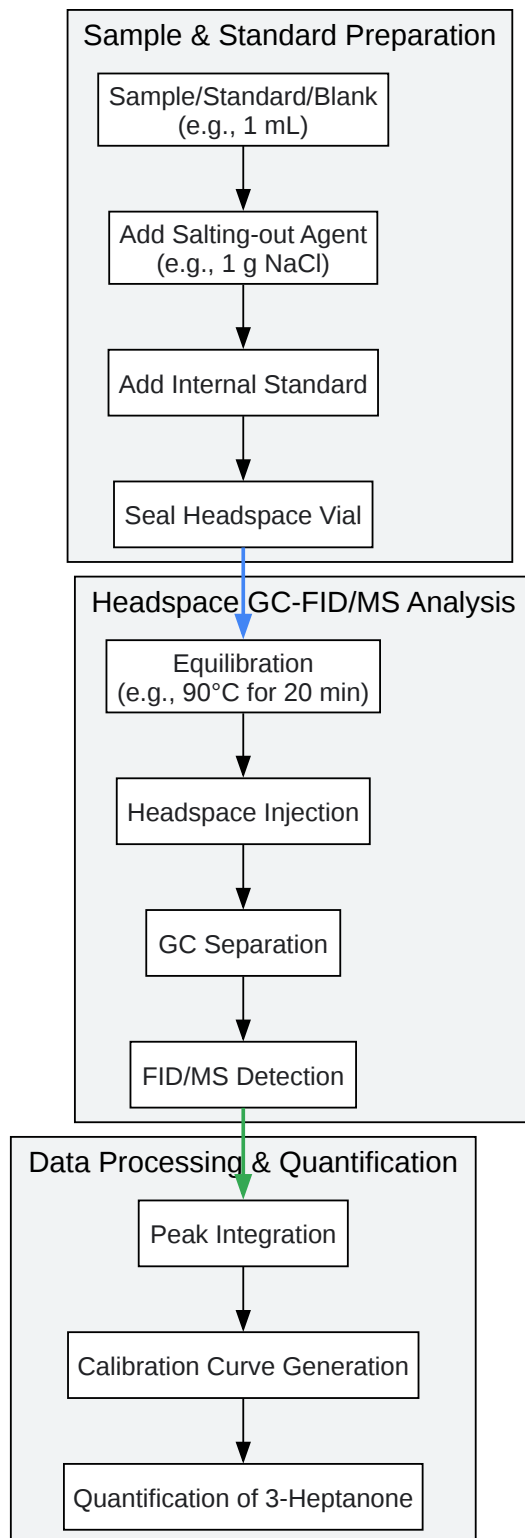 Sample & Standard Preparation
Sample/Standard/Blank
(e.g., 1 mL)
Add Salting-out Agent
(e.g., 1 g NaCl)
Add Internal Standard
Seal Headspace Vial
Headspace GC-FID/MS Analysis
Equilibration
(e.g., 90°C for 20 min)
Headspace Injection
GC Separation
FID/MS Detection
Data Processing & Quantification
Peak Integration
Calibration Curve Generation
Quantification of 3-Heptanone